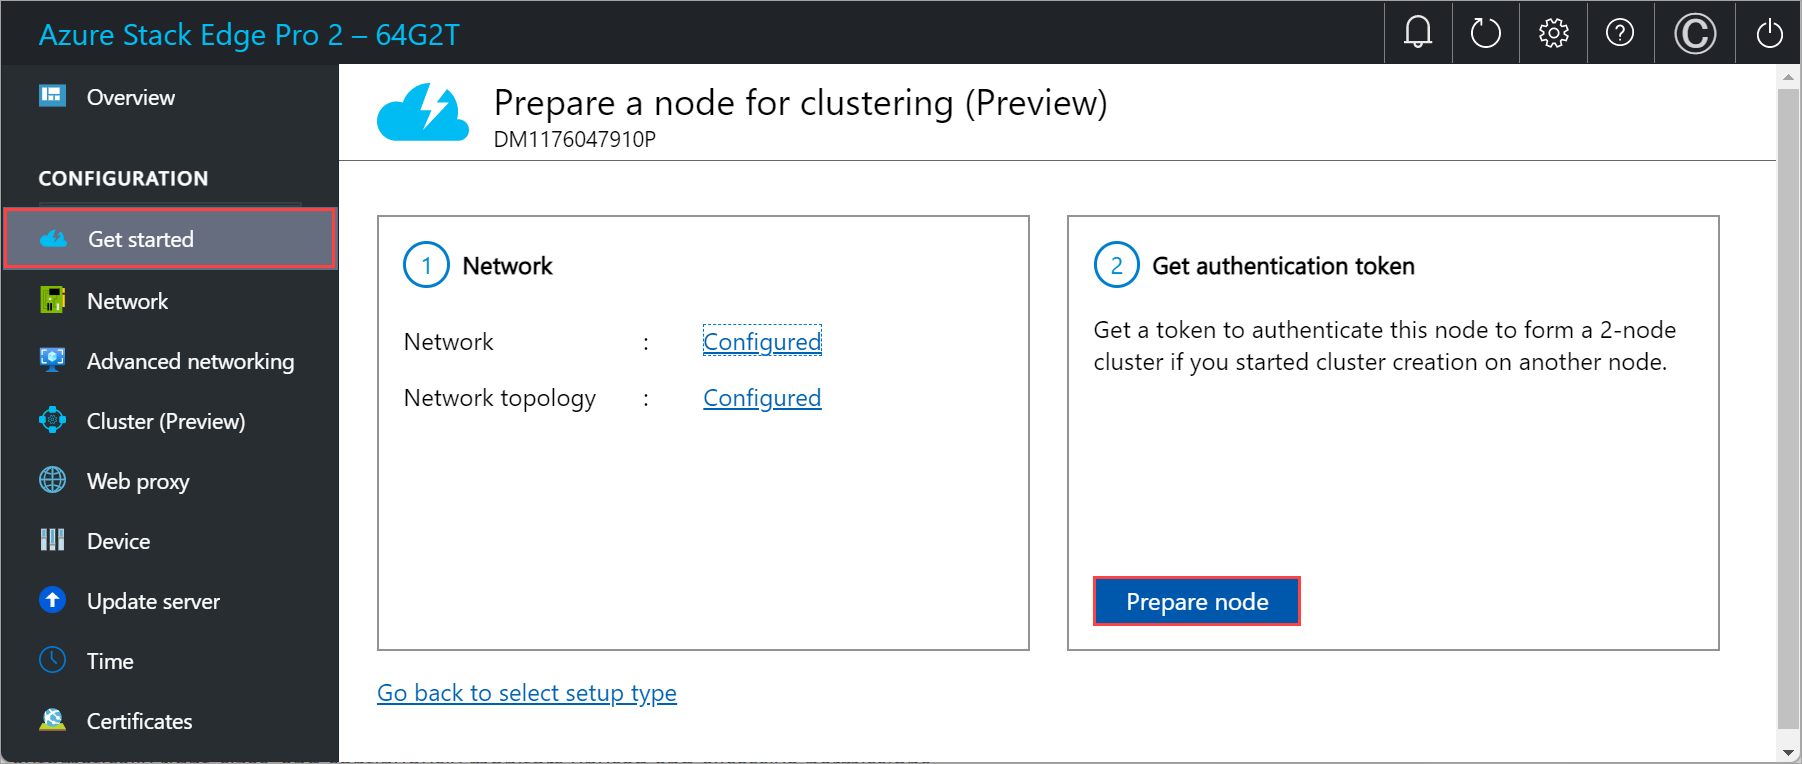 Azure Stack Edge Pro 2 – 64G2T
Overview
CONFIGURATION
Get started
Network
Advanced networking
Cluster (Preview)
Web proxy
Device
Update server
Time
Certificates
Prepare a node for clustering (Preview)
DM1176047910P
1 Network
Network : Configured
Network topology : Configured
2 Get authentication token
Get a token to authenticate this node to form a 2-node
cluster if you started cluster creation on another node.
Prepare node
Go back to select setup type